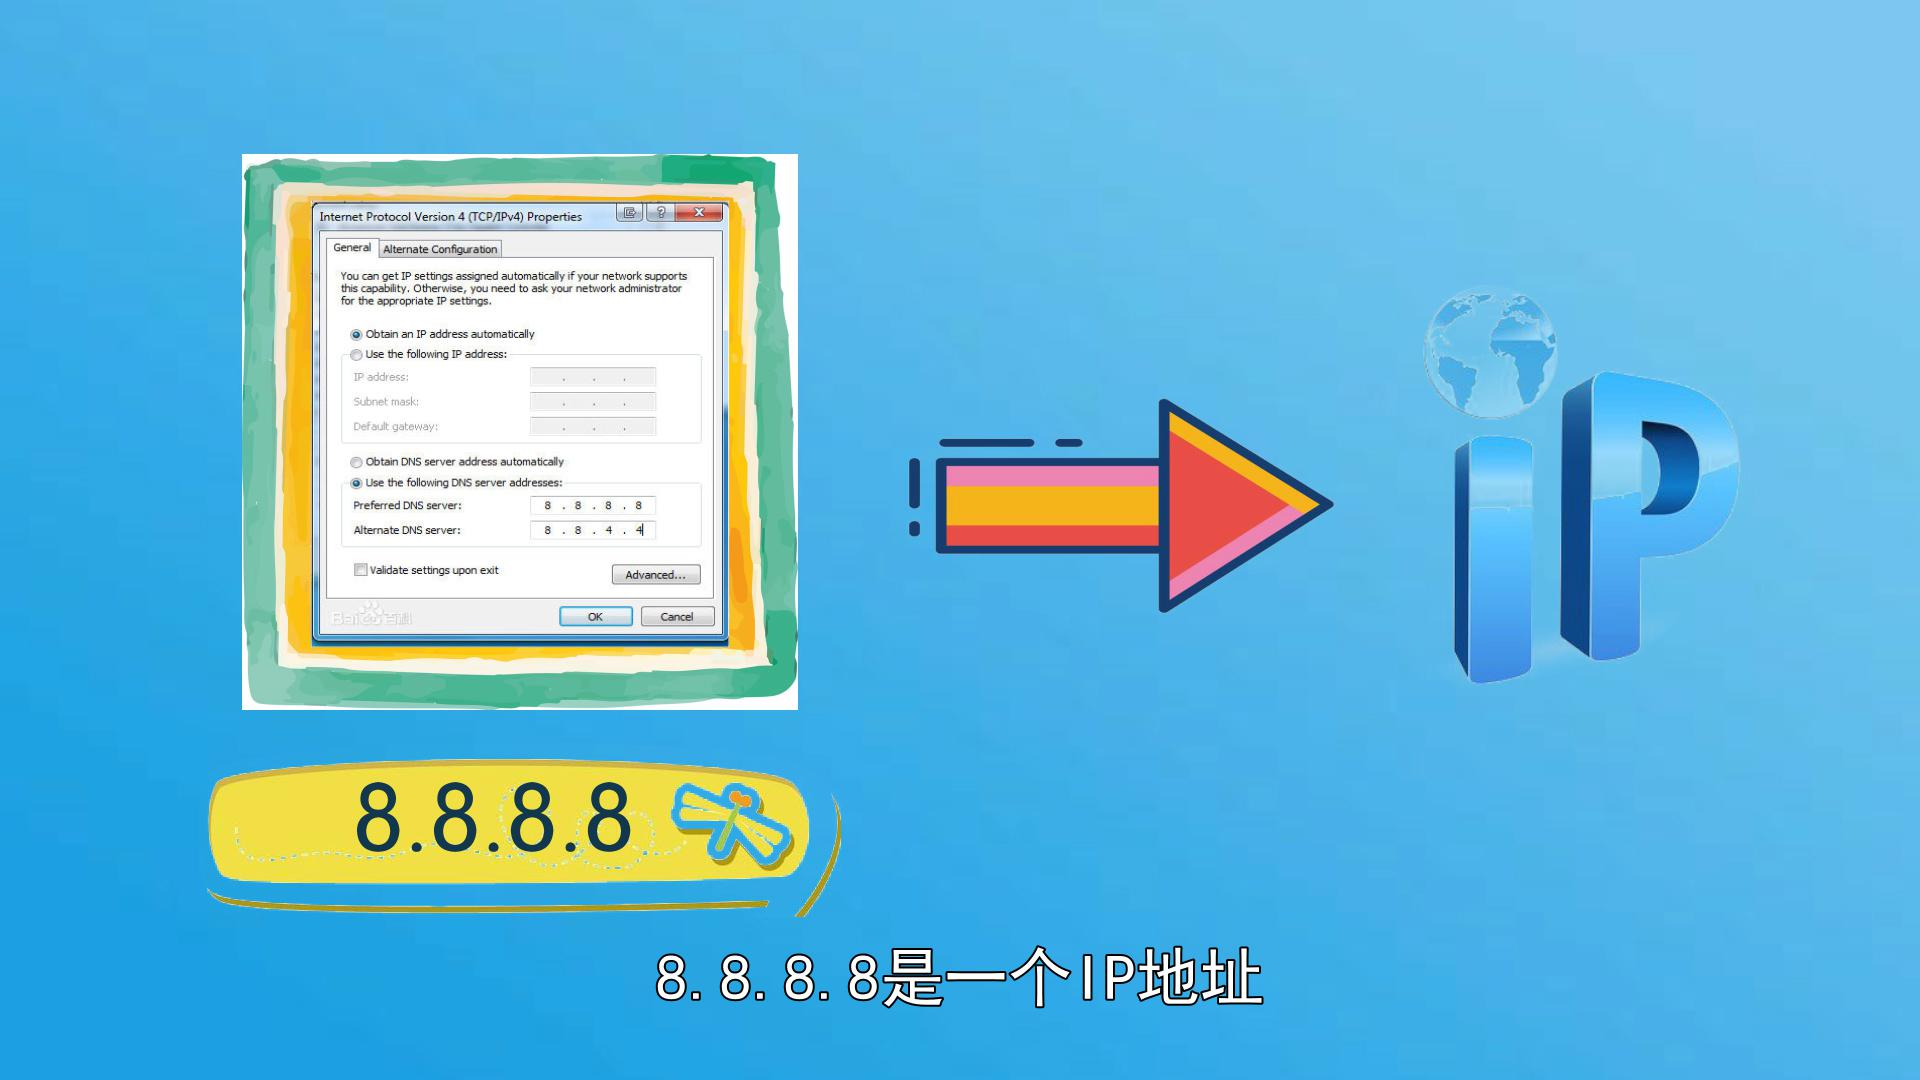 Internet Protocol Version 4 (TCP/IPv4) Properties
General
Alternate Configuration
You can get IP settings assigned automatically if your network supports
this capability. Otherwise, you need to ask your network administrator
for the appropriate IP settings.
Obtain an IP address automatically
Use the following IP address:
IP address: . . .
Subnet mask: . . .
Default gateway: . . .
Obtain DNS server address automatically
Use the following DNS server addresses:
Preferred DNS server: 8 . 8 . 8 . 8
Alternate DNS server: 8 . 8 . 4 . 4
Validate settings upon exit
Advanced...
Baidu百科
OK
Cancel
iP
8.8.8.8
8.8.8.8是一个IP地址